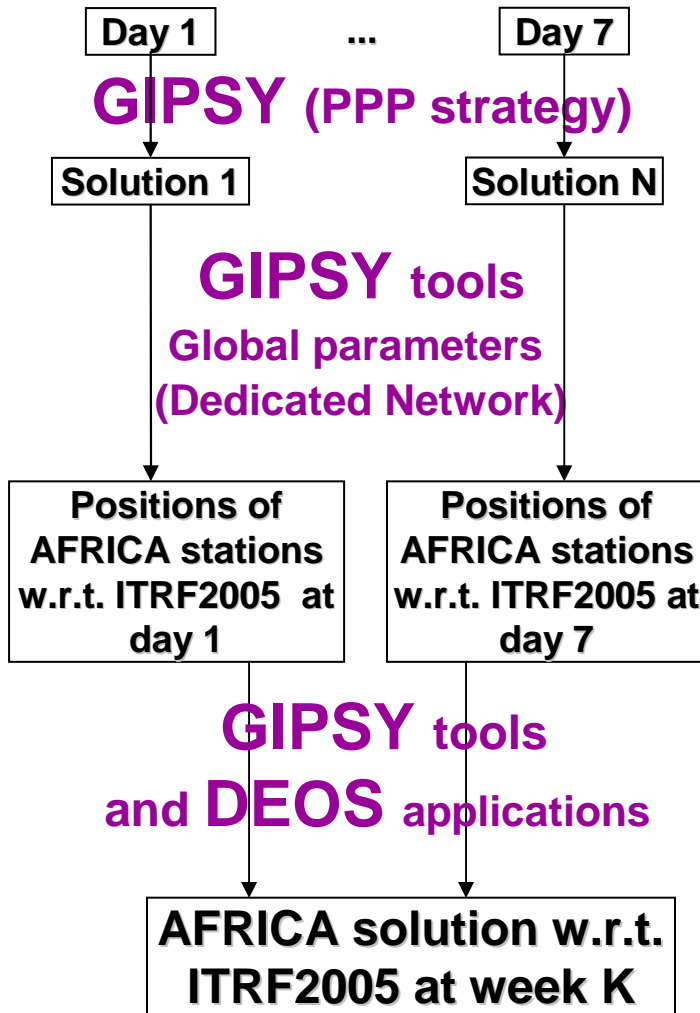 Day 1 ... Day 7
GIPSY (PPP strategy)
Solution 1 Solution N
GIPSY tools
Global parameters
(Dedicated Network)
Positions of
AFRICA stations
w.r.t. ITRF2005 at
day 1
Positions of
AFRICA stations
w.r.t. ITRF2005 at
day 7
GIPSY tools
and DEOS applications
AFRICA solution w.r.t.
ITRF2005 at week K